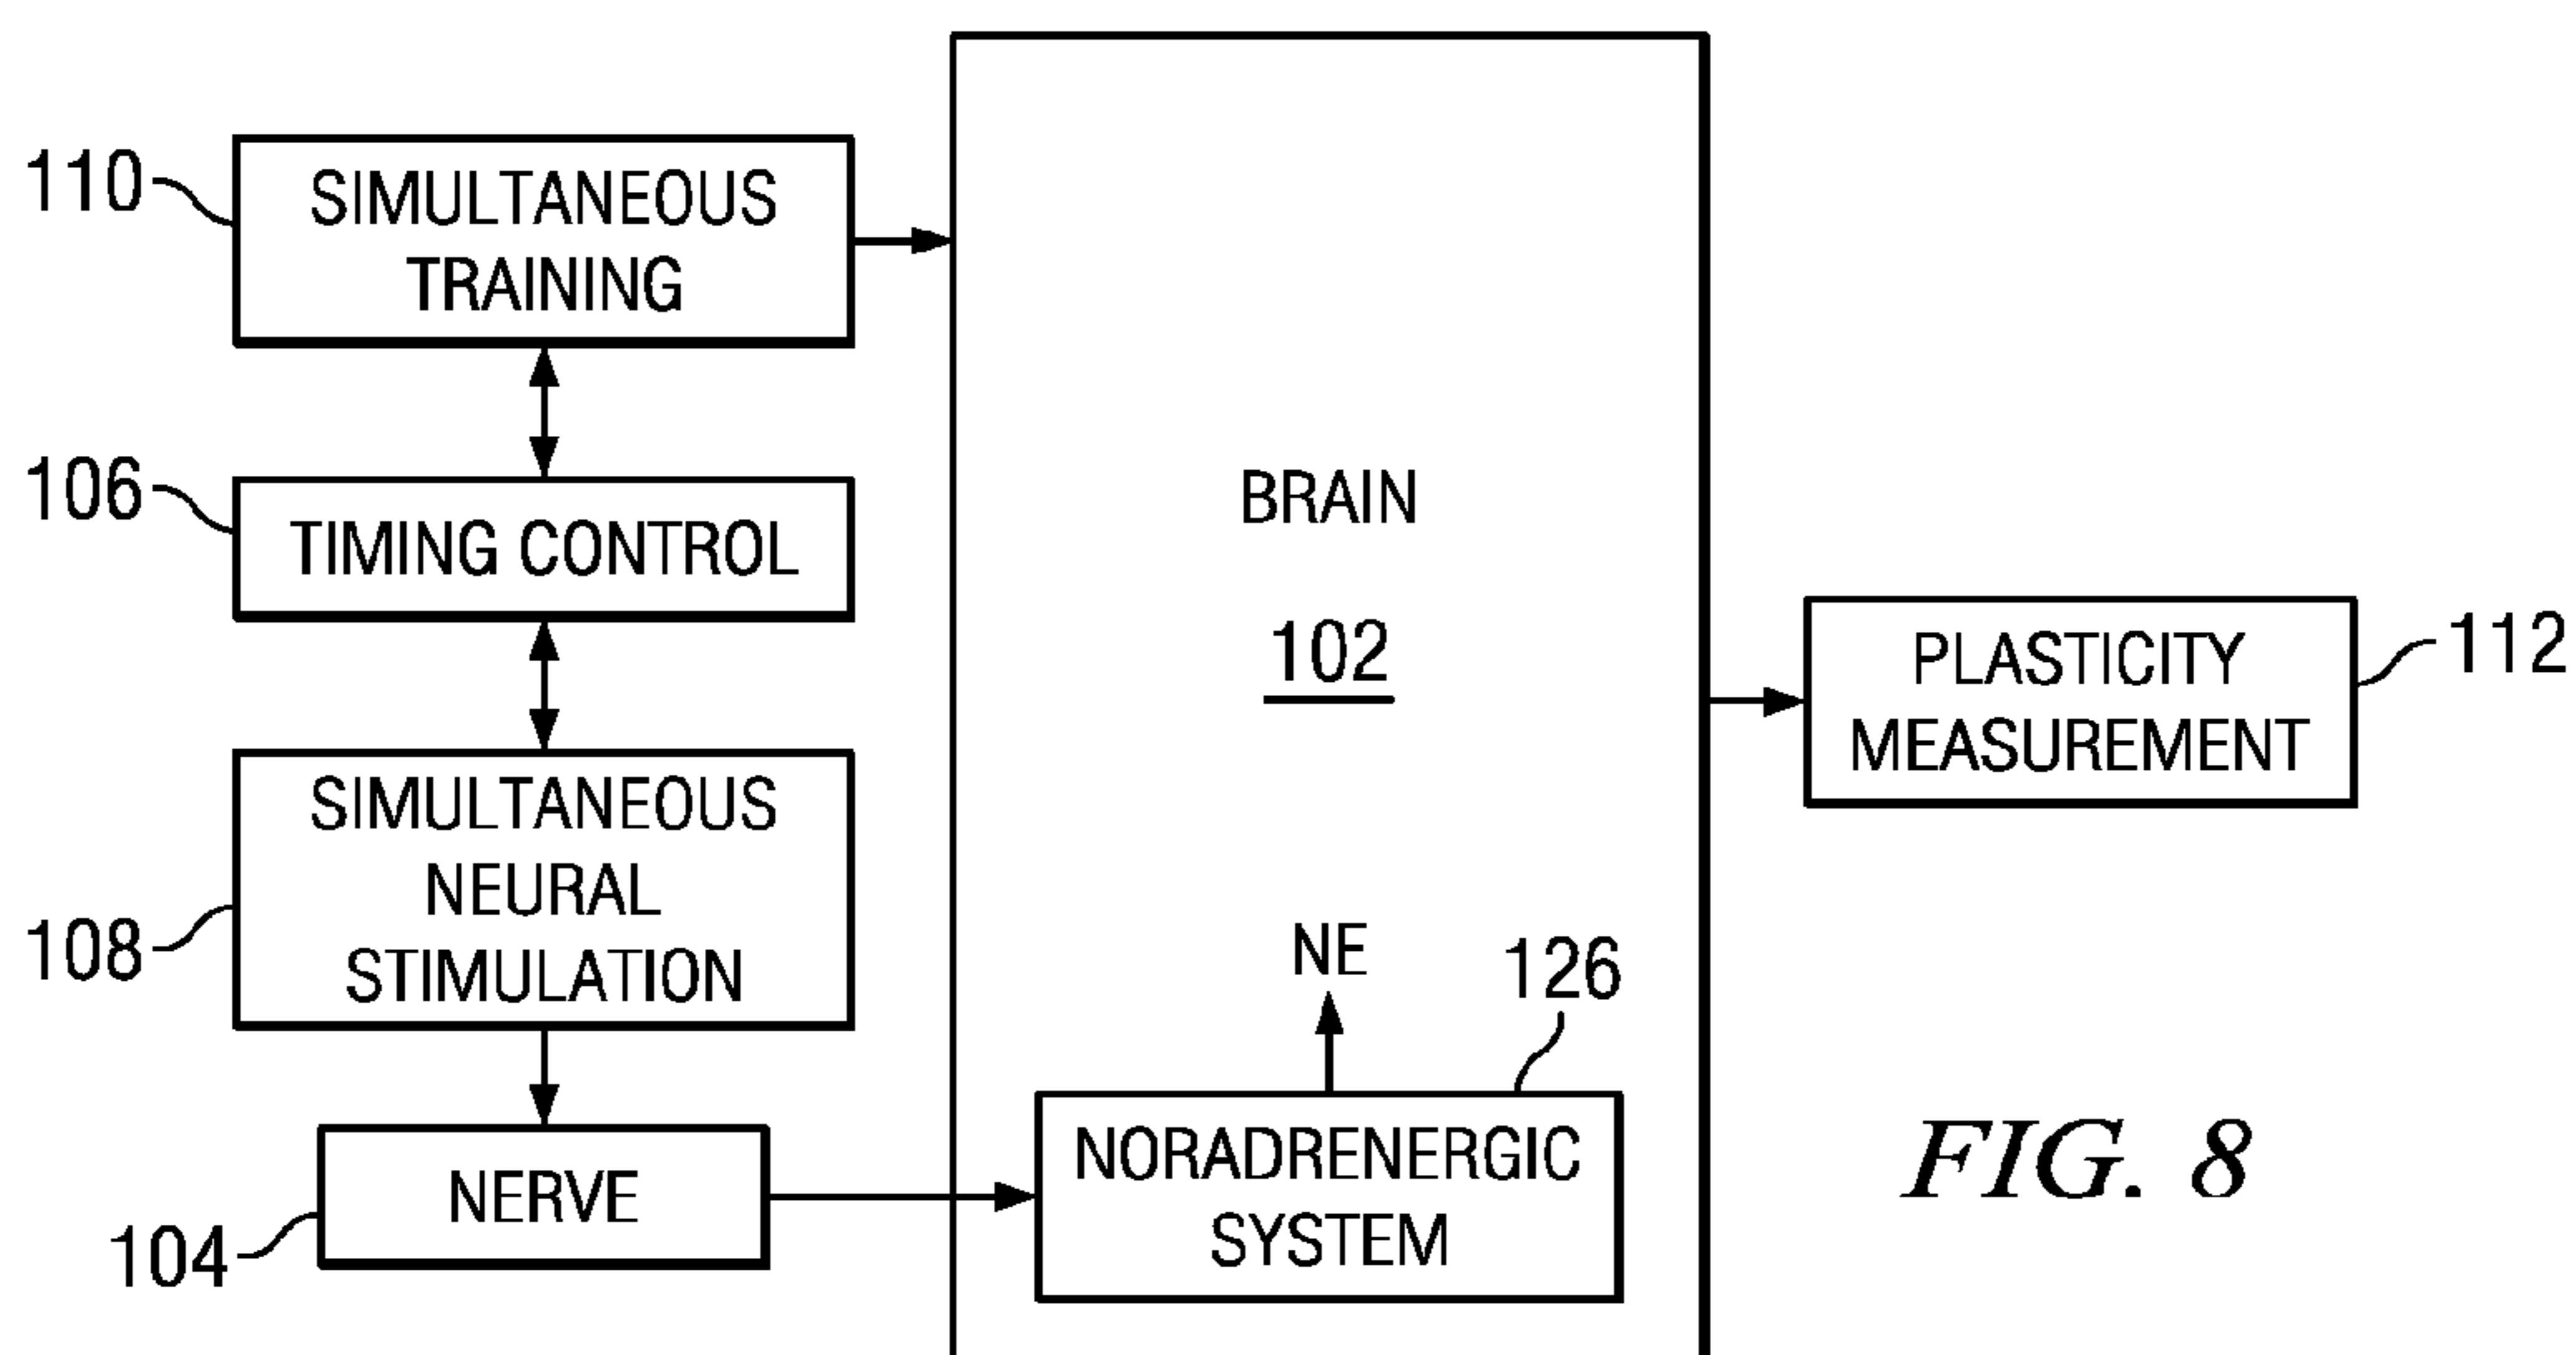 110
SIMULTANEOUS
TRAINING
106
TIMING CONTROL
108
SIMULTANEOUS
NEURAL
STIMULATION
104
NERVE
BRAIN
102
NE
126
NORADRENERGIC
SYSTEM
PLASTICITY
MEASUREMENT
112
FIG. 8